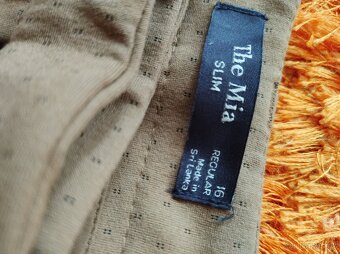 The Mia
SLIM
REGULAR 16
Made in
Sri Lanka